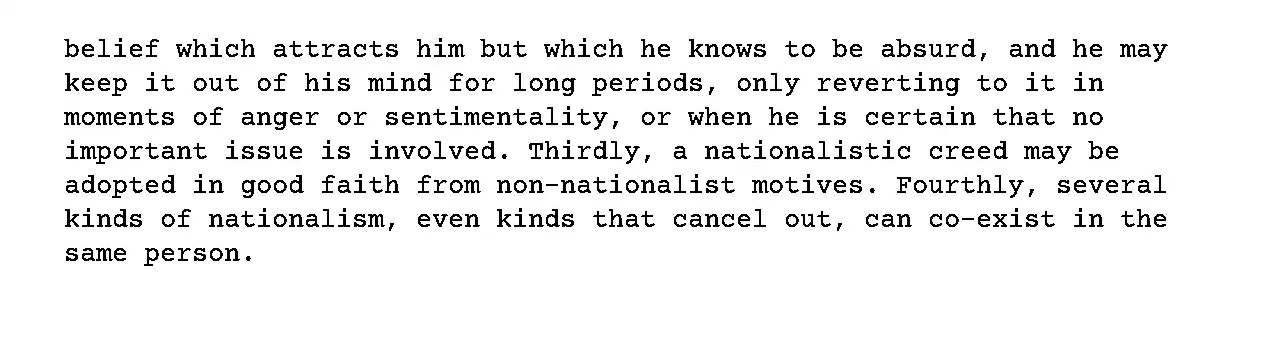 belief which attracts him but which he knows to be absurd, and he may
keep it out of his mind for long periods, only reverting to it in
moments of anger or sentimentality, or when he is certain that no
important issue is involved. Thirdly, a nationalistic creed may be
adopted in good faith from non-nationalist motives. Fourthly, several
kinds of nationalism, even kinds that cancel out, can co-exist in the
same person.